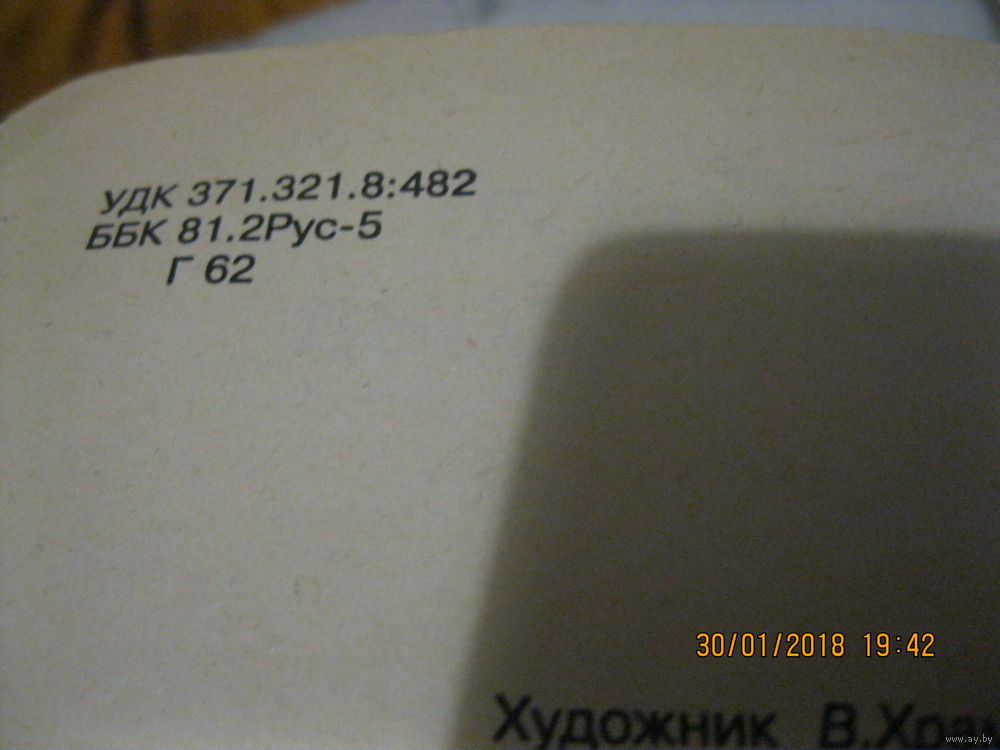 УДК 371.321.8:482
ББК 81.2Рус-5
Г 62
30/01/2018 19:42
Художник В.
www.ay.by